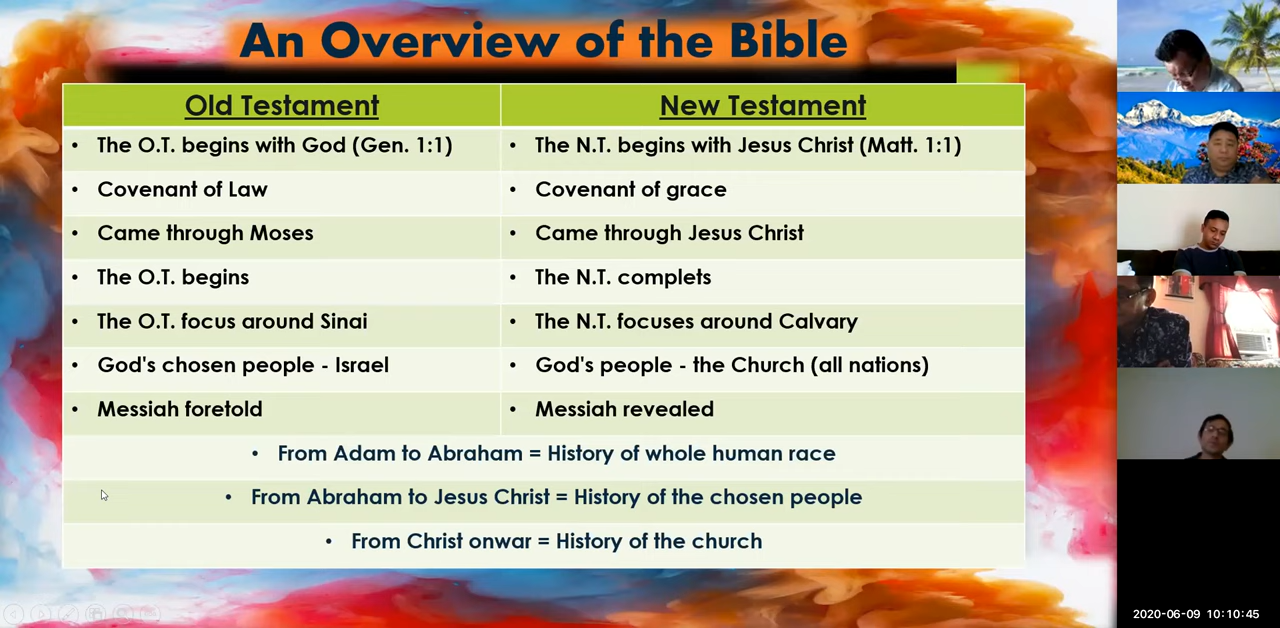 An Overview of the Bible
Old Testament
New Testament
• The O.T. begins with God (Gen. 1:1)
• The N.T. begins with Jesus Christ (Matt. 1:1)
• Covenant of Law
• Covenant of grace
• Came through Moses
• Came through Jesus Christ
• The O.T. begins
• The N.T. complets
• The O.T. focus around Sinai
• The N.T. focuses around Calvary
• God's chosen people - Israel
• God's people - the Church (all nations)
• Messiah foretold
• Messiah revealed
• From Adam to Abraham = History of whole human race
• From Abraham to Jesus Christ = History of the chosen people
• From Christ onwar = History of the church
2020-06-09 10:10:45